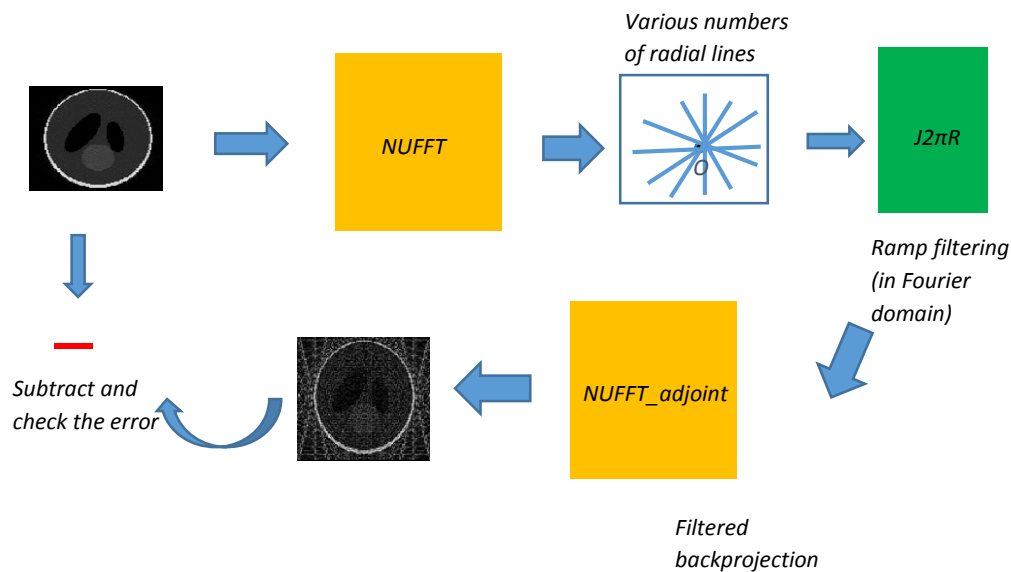 Various numbers
of radial lines
NUFFT
O
J2πR
Ramp filtering
(in Fourier
domain)
NUFFT_adjoint
Subtract and
check the error
Filtered
backprojection